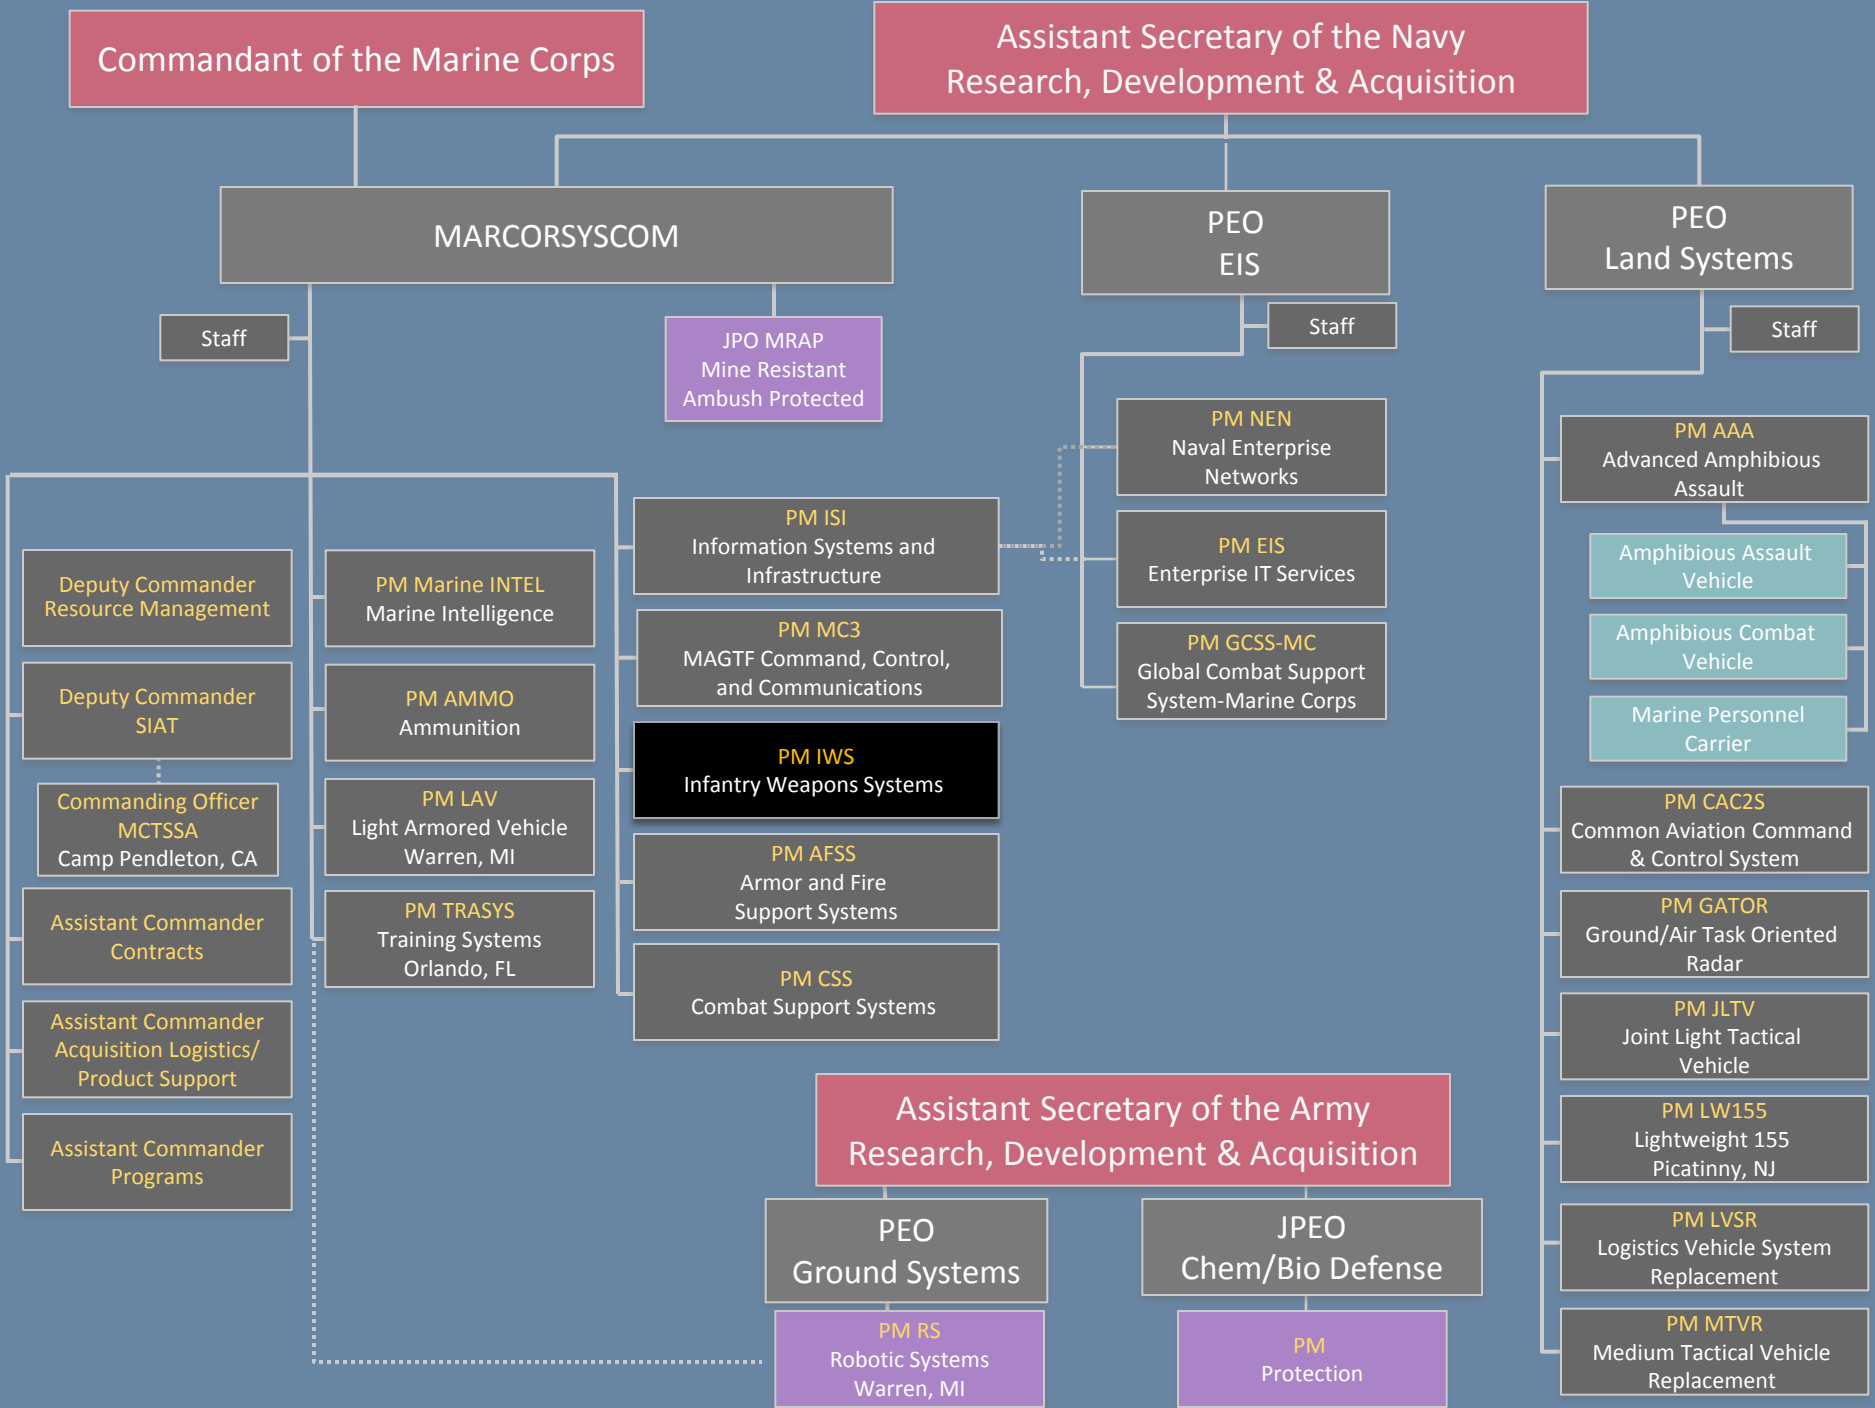 Commandant of the Marine Corps
Assistant Secretary of the Navy
Research, Development & Acquisition
MARCORSYSCOM
PEO
EIS
PEO
Land Systems
Staff
JPO MRAP
Mine Resistant
Ambush Protected
Staff
Staff
Deputy Commander
Resource Management
Deputy Commander
SIAT
Commanding Officer
MCTSSA
Camp Pendleton, CA
Assistant Commander
Contracts
Assistant Commander
Acquisition Logistics/
Product Support
Assistant Commander
Programs
PM Marine INTEL
Marine Intelligence
PM AMMO
Ammunition
PM LAV
Light Armored Vehicle
Warren, MI
PM TRASYS
Training Systems
Orlando, FL
PM ISI
Information Systems and
Infrastructure
PM MC3
MAGTF Command, Control,
and Communications
PM IWS
Infantry Weapons Systems
PM AFSS
Armor and Fire
Support Systems
PM CSS
Combat Support Systems
PM NEN
Naval Enterprise
Networks
PM EIS
Enterprise IT Services
PM GCSS-MC
Global Combat Support
System-Marine Corps
PM AAA
Advanced Amphibious
Assault
Amphibious Assault
Vehicle
Amphibious Combat
Vehicle
Marine Personnel
Carrier
PM CAC2S
Common Aviation Command
& Control System
PM GATOR
Ground/Air Task Oriented
Radar
PM JLTV
Joint Light Tactical
Vehicle
PM LW155
Lightweight 155
Picatinny, NJ
PM LVSR
Logistics Vehicle System
Replacement
PM MTVR
Medium Tactical Vehicle
Replacement
Assistant Secretary of the Army
Research, Development & Acquisition
PEO
Ground Systems
JPEO
Chem/Bio Defense
PM RS
Robotic Systems
Warren, MI
PM
Protection